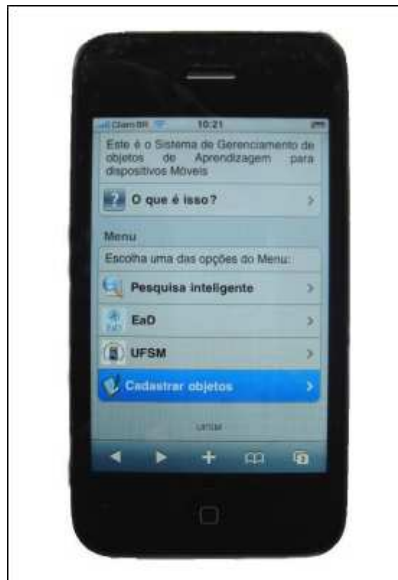 Claro BR 10:21
Este é o Sistema de Gerenciamento de
objetos de Aprendizagem para
dispositivos Móveis
? O que é isso?
Menu
Escolha uma das opções do Menu:
Pesquisa inteligente
EaD EaD
UFSM
Cadastrar objetos
UFSM